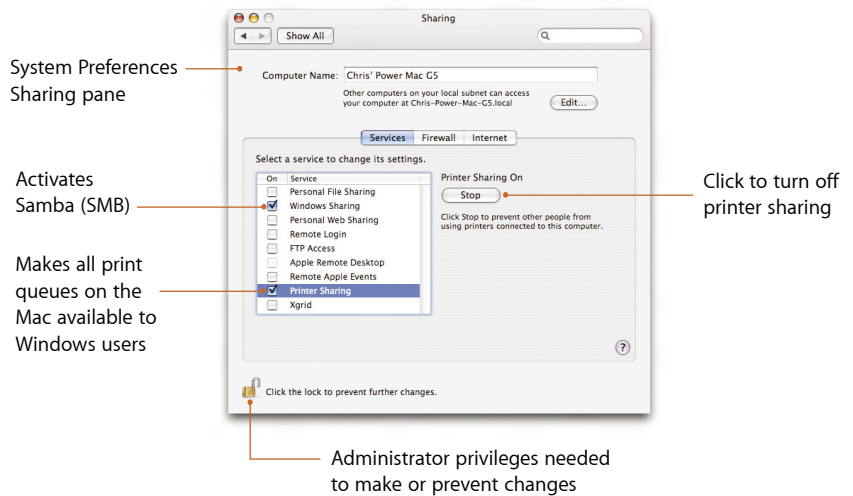 Sharing
Show All
System Preferences
Sharing pane
Computer Name: Chris' Power Mac G5
Other computers on your local subnet can access
your computer at Chris-Power-Mac-G5.local
Edit...
Services Firewall Internet
Select a service to change its settings.
On Service
Personal File Sharing
Windows Sharing
Personal Web Sharing
Remote Login
FTP Access
Apple Remote Desktop
Remote Apple Events
Printer Sharing
Xgrid
Printer Sharing On
Stop
Click Stop to prevent other people from
using printers connected to this computer.
Activates
Samba (SMB)
Click to turn off
printer sharing
Makes all print
queues on the
Mac available to
Windows users
?
Click the lock to prevent further changes.
Administrator privileges needed
to make or prevent changes